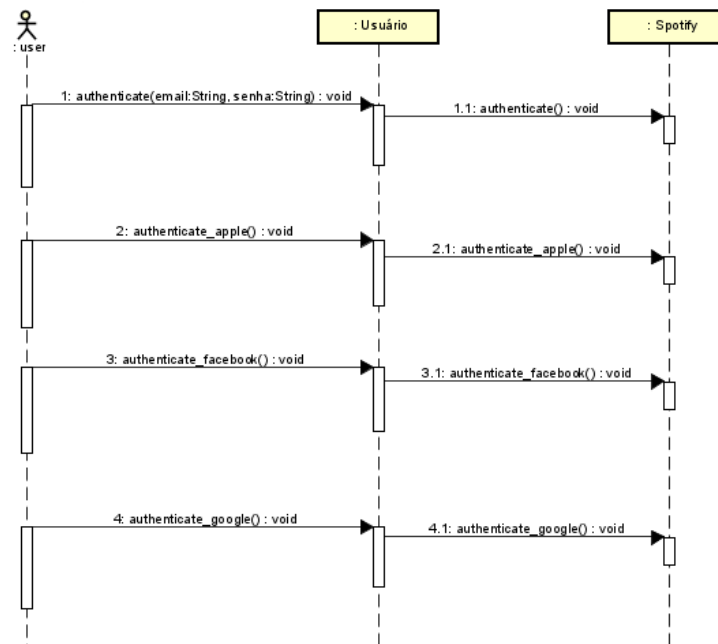 : Usuário
: Spotify
: user
1: authenticate(email:String, senha:String) : void
1.1: authenticate() : void
2: authenticate_apple() : void
2.1: authenticate_apple() : void
3: authenticate_facebook() : void
3.1: authenticate_facebook() : void
4: authenticate_google() : void
4.1: authenticate_google() : void